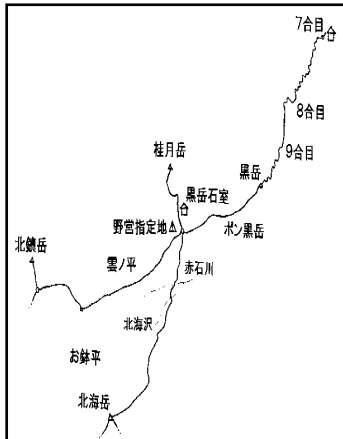 7合目
8合目
9合目
桂月岳
黒岳
黒岳石室
野営指定地
ポン黒岳
北鎮岳
雲ノ平
赤石川
北海沢
お鉢平
北海岳